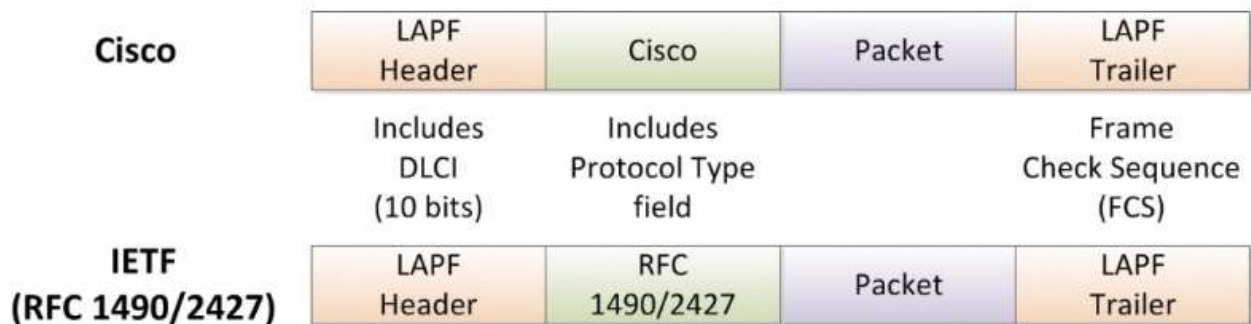 Cisco
LAPF
Header
Cisco
Packet
LAPF
Trailer
Includes
DLCI
(10 bits)
Includes
Protocol Type
field
Frame
Check Sequence
(FCS)
IETF
(RFC 1490/2427)
LAPF
Header
RFC
1490/2427
Packet
LAPF
Trailer